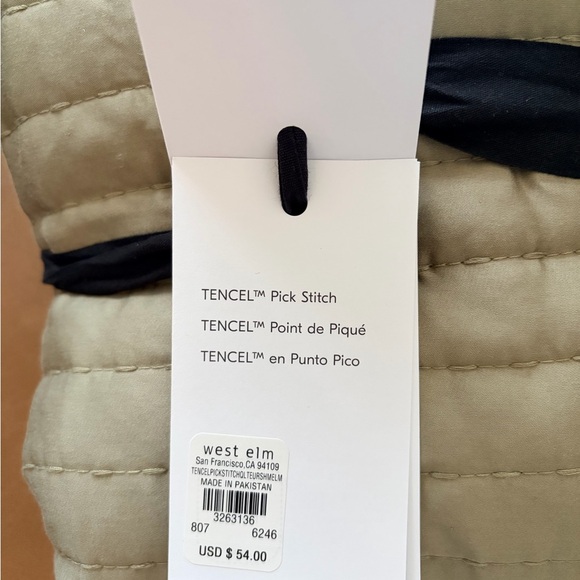 TENCEL™ Pick Stitch
TENCEL™ Point de Piqué
TENCEL™ en Punto Pico
west elm
San Francisco,CA 94109
TENCELPICKSTITCHQLTEURSHMELM
MADE IN PAKISTAN
3263136
807 6246
USD $ 54.00